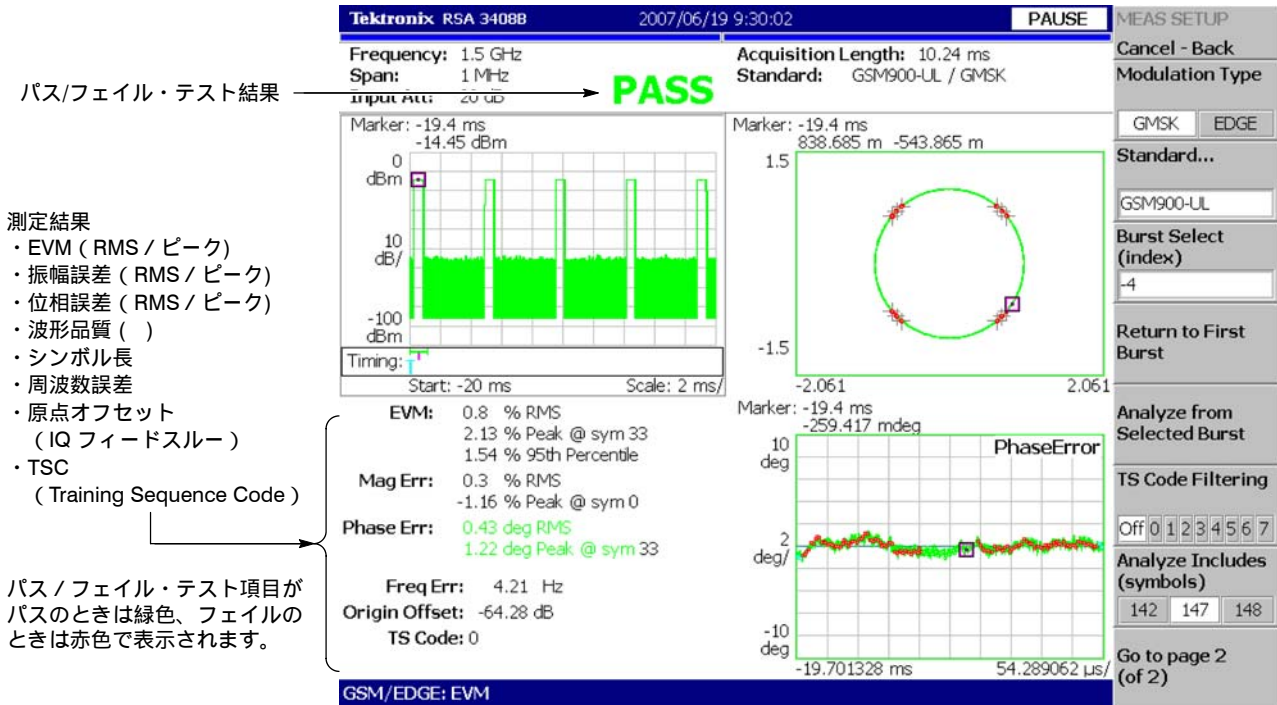 Tektronix RSA 3408B 2007/06/19 9:30:02 PAUSE
Frequency: 1.5 GHz
Span: 1 MHz
Input Att: 20 dB
PASS
Acquisition Length: 10.24 ms
Standard: GSM900-UL / GMSK
パス/フェイル・テスト結果
Marker: -19.4 ms
-14.45 dBm
0
dBm
10
dB/
-100
dBm
Timing:
T
Start: -20 ms Scale: 2 ms/
Marker: -19.4 ms
838.685 m -543.865 m
1.5
-1.5
-2.061 2.061
測定結果
・EVM ( RMS / ピーク)
・振幅誤差 ( RMS / ピーク)
・位相誤差 ( RMS / ピーク)
・波形品質 ( )
・シンボル長
・周波数誤差
・原点オフセット
( IQ フィードスルー )
・TSC
( Training Sequence Code )
パス / フェイル・テスト項目が
パスのときは緑色、フェイルの
ときは赤色で表示されます。
EVM: 0.8 % RMS
2.13 % Peak @ sym 33
1.54 % 95th Percentile
Mag Err: 0.3 % RMS
-1.16 % Peak @ sym 0
Phase Err: 0.43 deg RMS
1.22 deg Peak @ sym 33
Freq Err: 4.21 Hz
Origin Offset: -64.28 dB
TS Code: 0
Marker: -19.4 ms
-259.417 mdeg
10
deg
PhaseError
2
deg/
-10
deg
-19.701328 ms 54.289062 µs/
GSM/EDGE: EVM
MEAS SETUP
Cancel - Back
Modulation Type
GMSK EDGE
Standard...
GSM900-UL
Burst Select
(index)
-4
Return to First
Burst
Analyze from
Selected Burst
TS Code Filtering
Off 0 1 2 3 4 5 6 7
Analyze Includes
(symbols)
142 147 148
Go to page 2
(of 2)